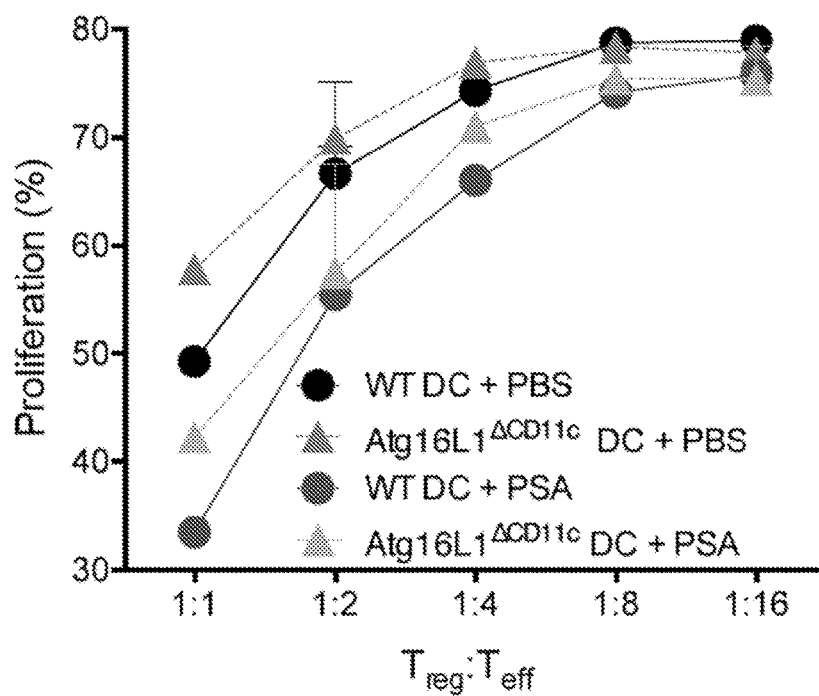 80
70
60
50
40
30
Proliferation (%)
WT DC + PBS
Atg16L1ΔCD11c DC + PBS
WT DC + PSA
Atg16L1ΔCD11c DC + PSA
1:1 1:2 1:4 1:8 1:16
Treg:Teff